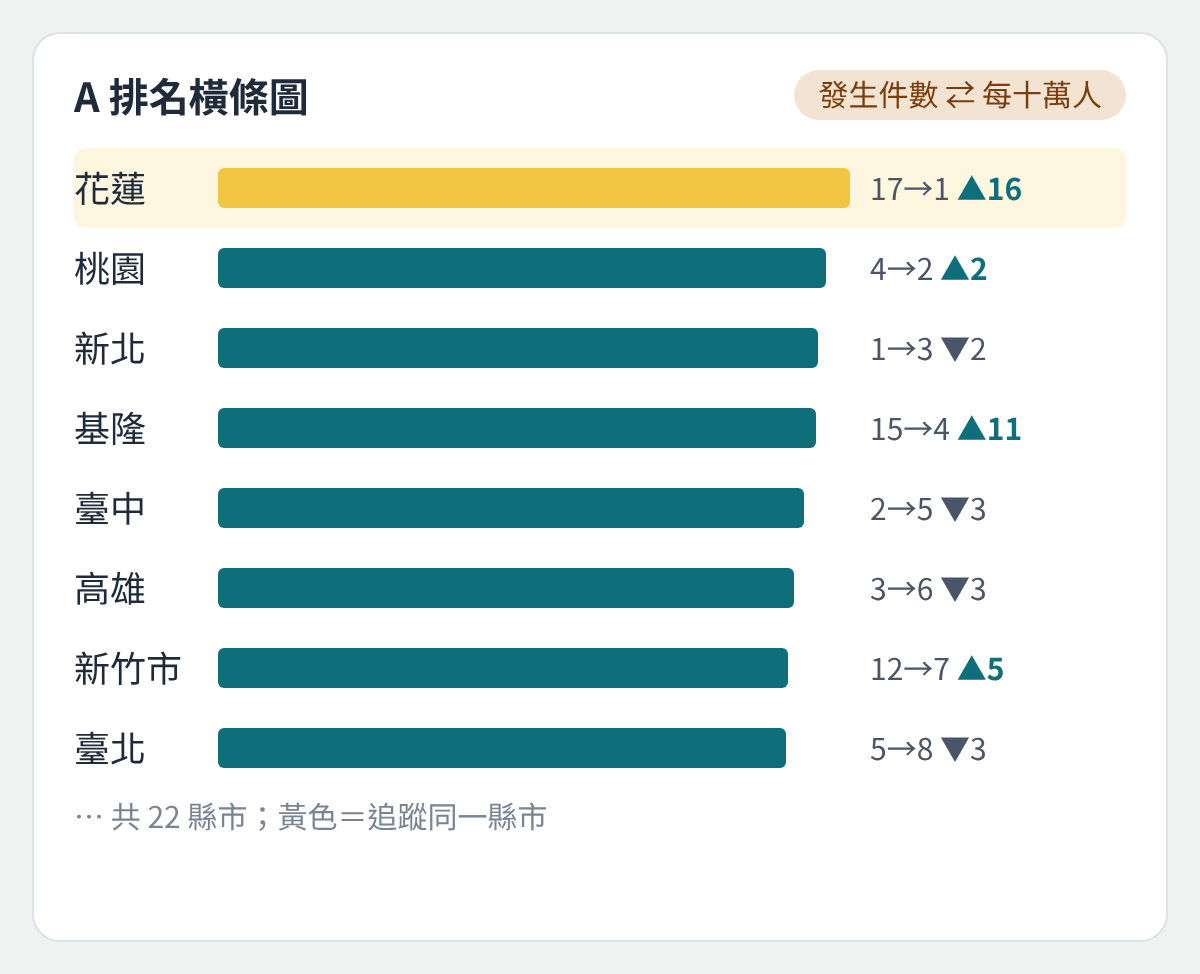 A 排名橫條圖
發生件數 ⇄ 每十萬人
花蓮 17→1 ▲16
桃園 4→2 ▲2
新北 1→3 ▼2
基隆 15→4 ▲11
臺中 2→5 ▼3
高雄 3→6 ▼3
新竹市 12→7 ▲5
臺北 5→8 ▼3
⋯ 共 22 縣市；黃色＝追蹤同一縣市